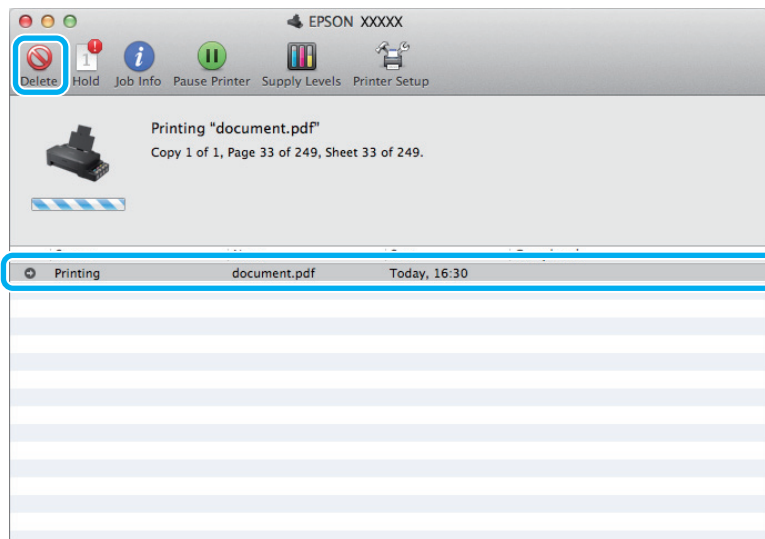 EPSON XXXXX
1
Delete Hold Job Info Pause Printer Supply Levels Printer Setup
Printing "document.pdf"
Copy 1 of 1, Page 33 of 249, Sheet 33 of 249.
Printing document.pdf Today, 16:30